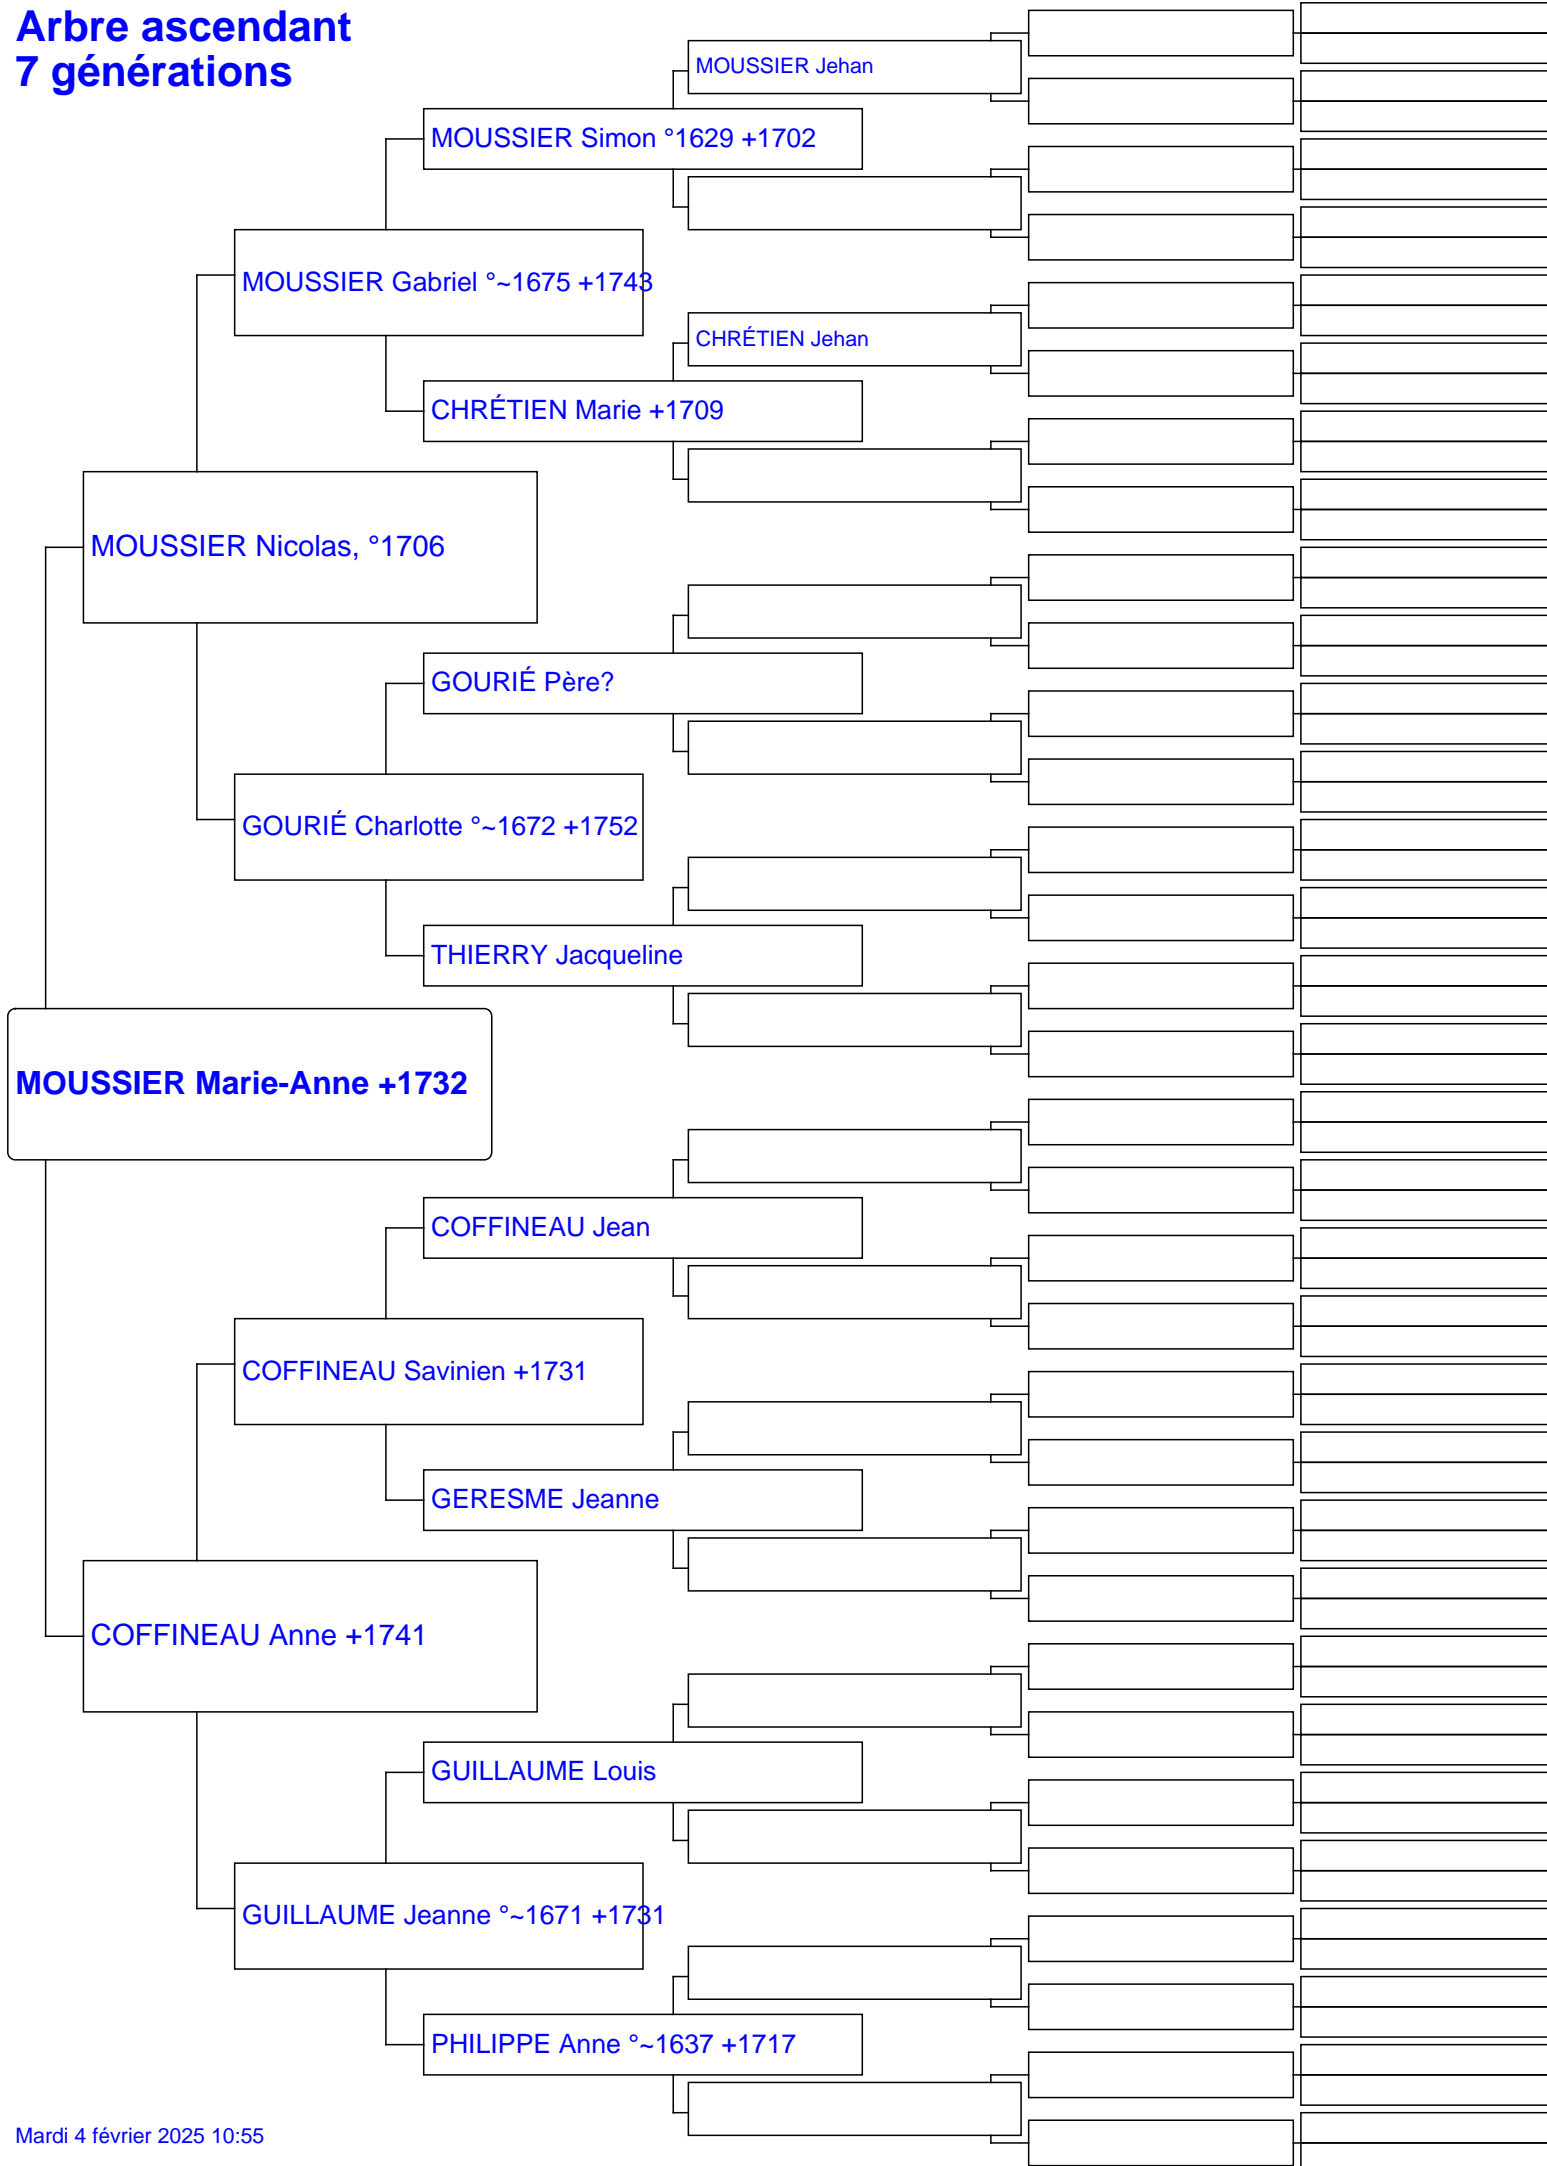 Arbre ascendant
7 générations
MOUSSIER Jehan
MOUSSIER Simon °1629 +1702
MOUSSIER Gabriel °~1675 +1743
CHRÉTIEN Jehan
CHRÉTIEN Marie +1709
MOUSSIER Nicolas, °1706
GOURIÉ Père?
GOURIÉ Charlotte °~1672 +1752
THIERRY Jacqueline
MOUSSIER Marie-Anne +1732
COFFINEAU Jean
COFFINEAU Savinien +1731
GERESME Jeanne
COFFINEAU Anne +1741
GUILLAUME Louis
GUILLAUME Jeanne °~1671 +1731
PHILIPPE Anne °~1637 +1717
Mardi 4 février 2025 10:55